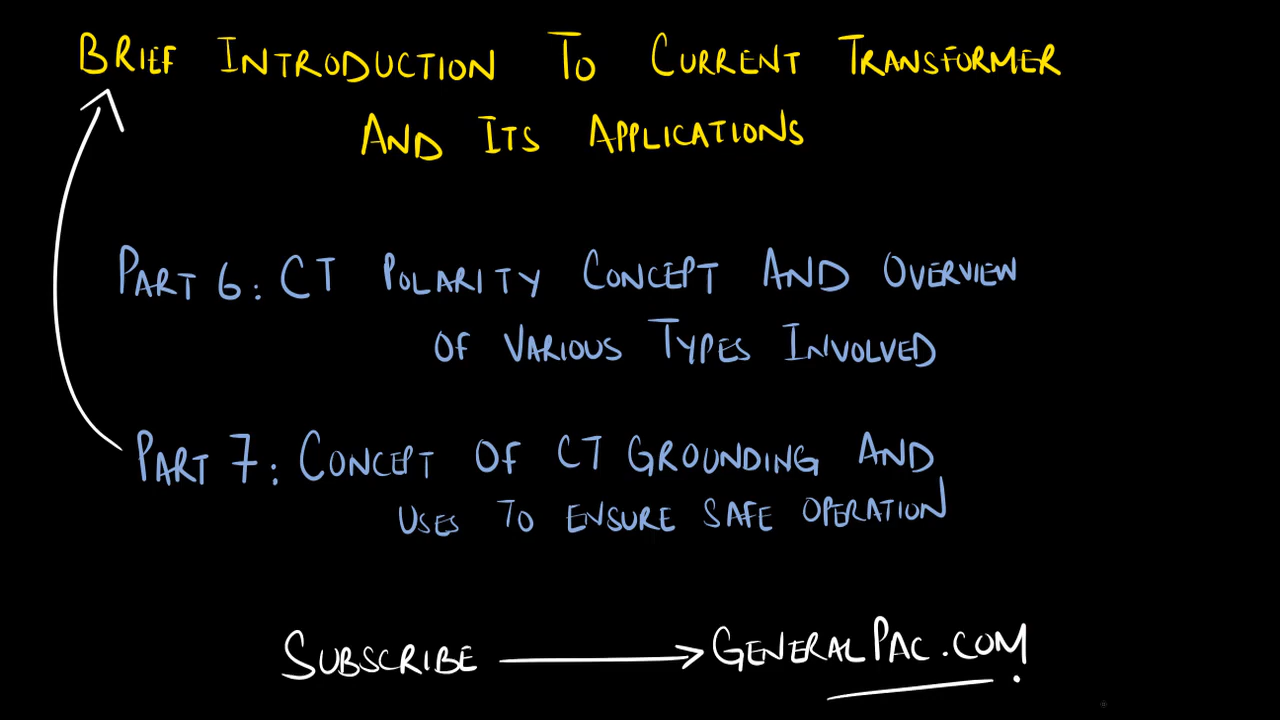 BRIEF INTRODUCTION TO CURRENT TRANSFORMER
AND ITS APPLICATIONS
PART 6: CT POLARITY CONCEPT AND OVERVIEW
OF VARIOUS TYPES INVOLVED
PART 7: CONCEPT OF CT GROUNDING AND
USES TO ENSURE SAFE OPERATION
SUBSCRIBE → GENERALPAC.COM